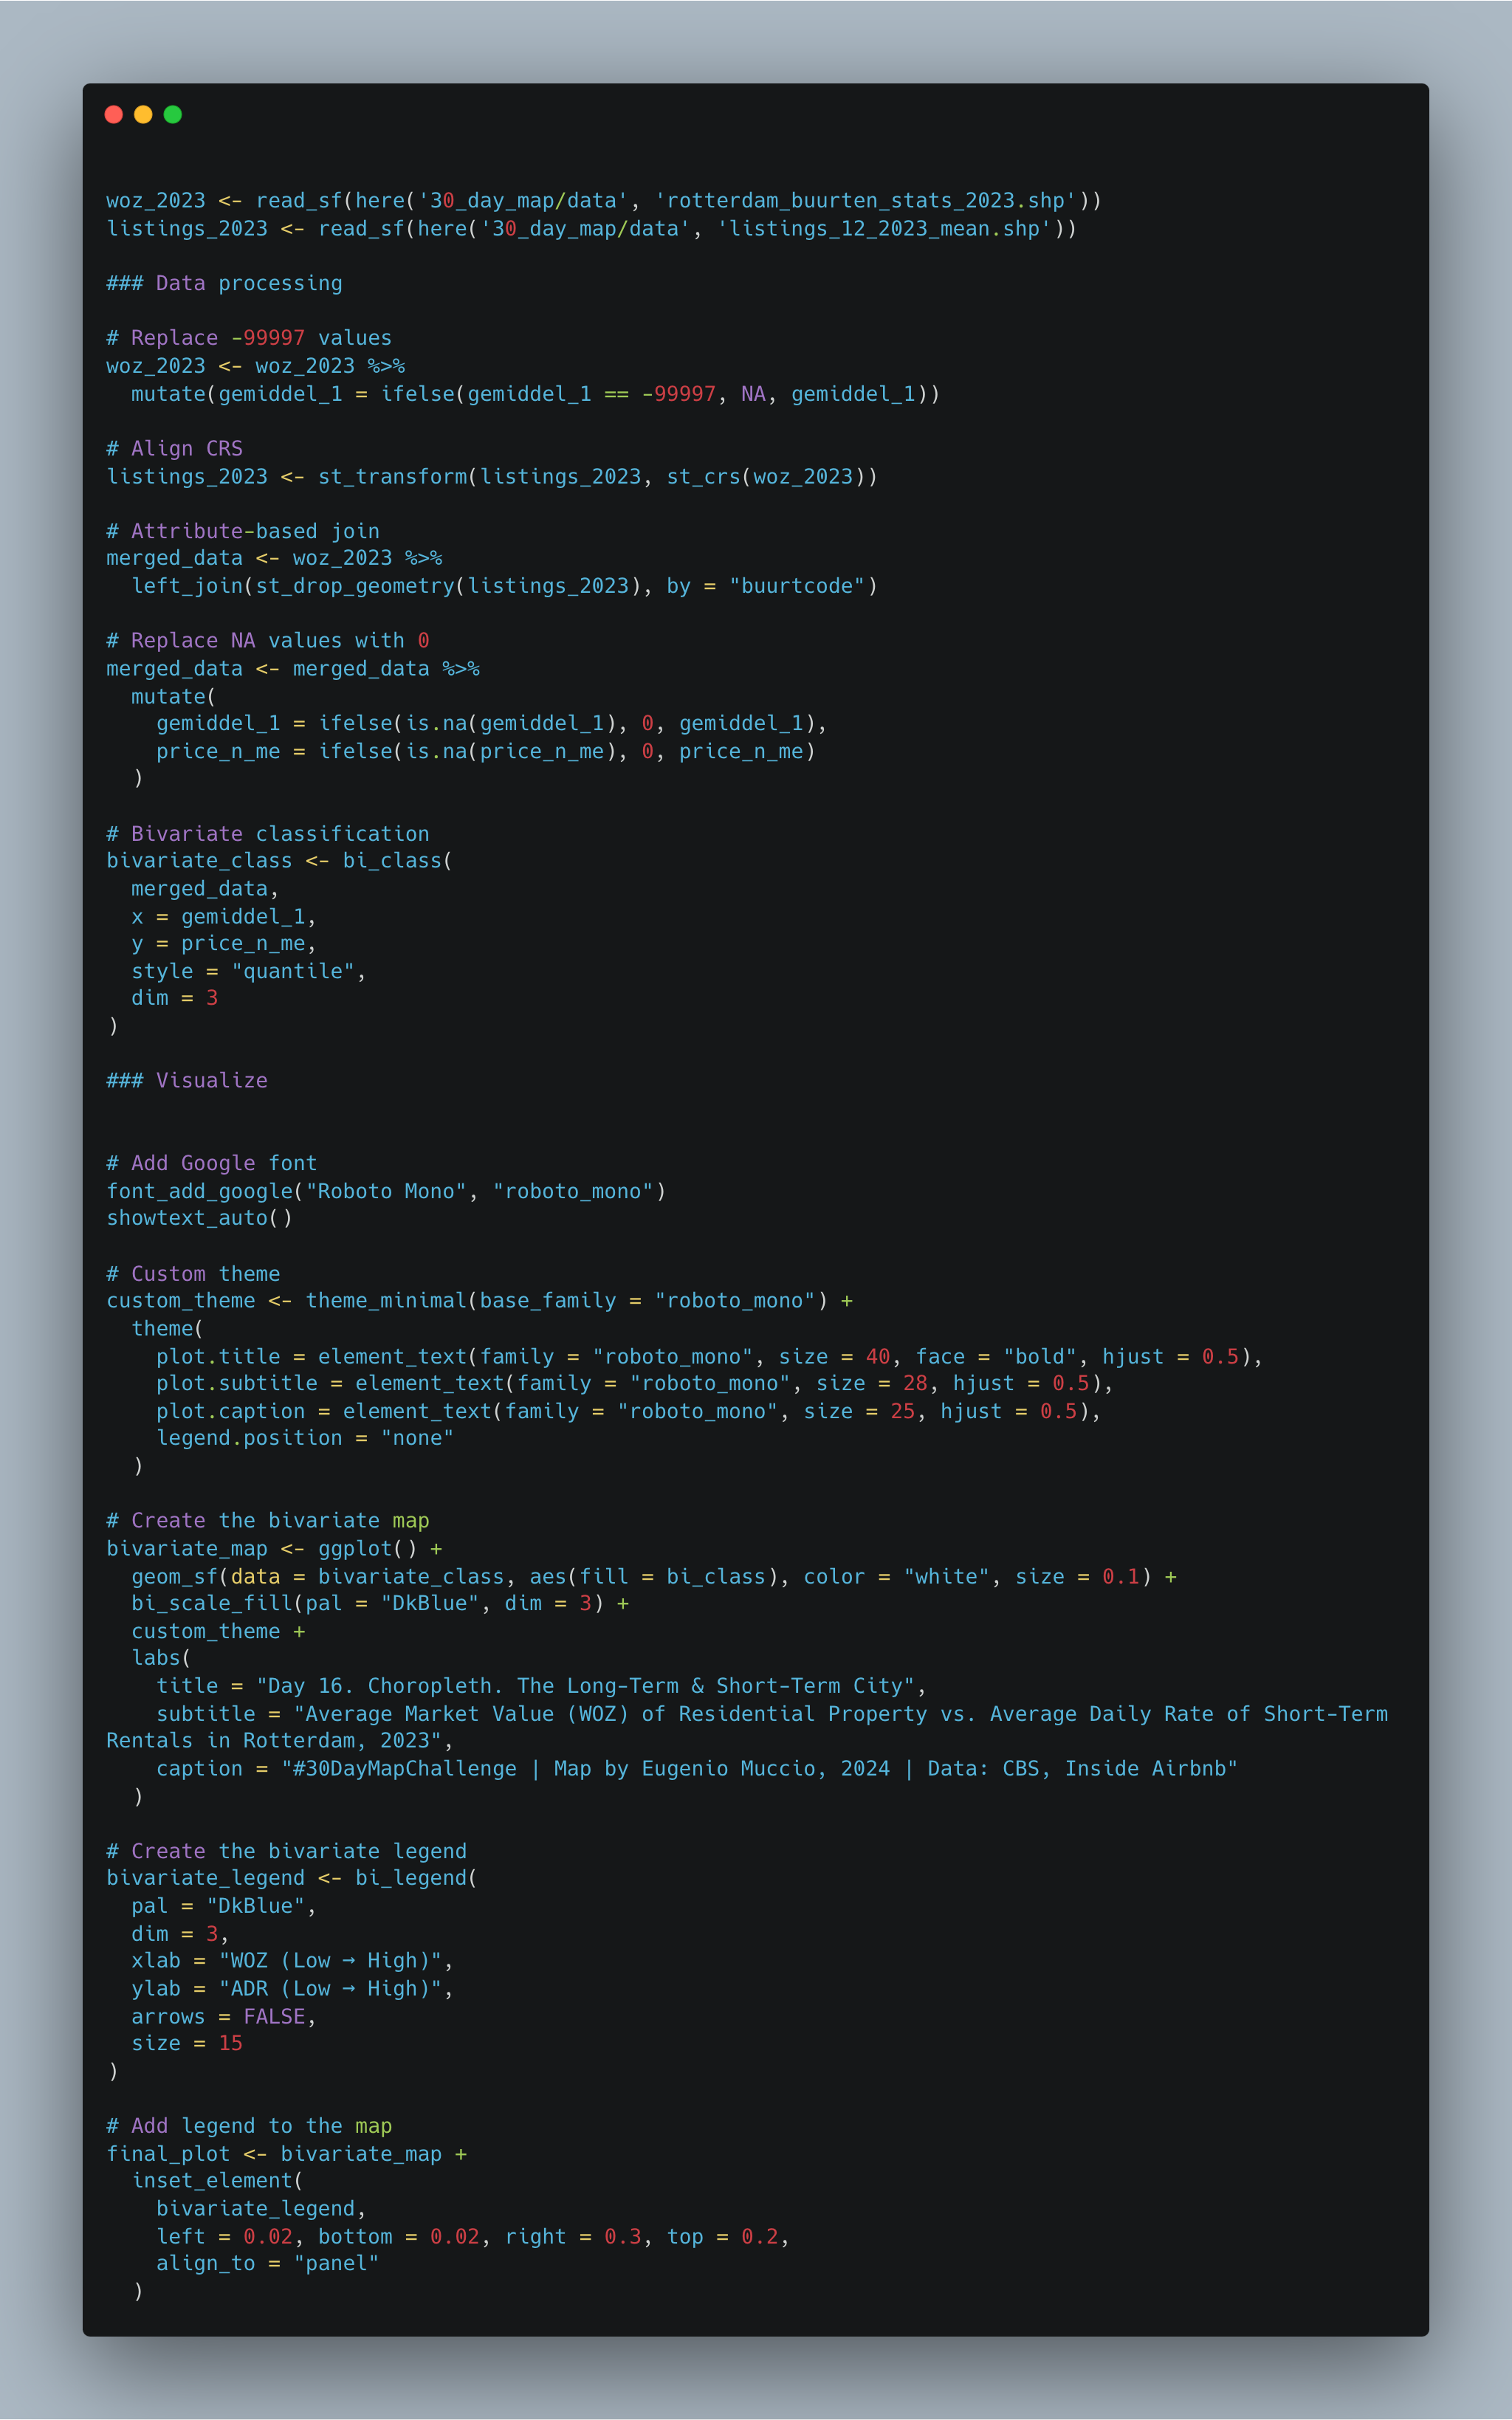 woz_2023 <- read_sf(here('30_day_map/data', 'rotterdam_buurten_stats_2023.shp'))
listings_2023 <- read_sf(here('30_day_map/data', 'listings_12_2023_mean.shp'))
### Data processing
# Replace -99997 values
woz_2023 <- woz_2023 %>%
  mutate(gemiddel_1 = ifelse(gemiddel_1 == -99997, NA, gemiddel_1))
# Align CRS
listings_2023 <- st_transform(listings_2023, st_crs(woz_2023))
# Attribute-based join
merged_data <- woz_2023 %>%
  left_join(st_drop_geometry(listings_2023), by = "buurtcode")
# Replace NA values with 0
merged_data <- merged_data %>%
  mutate(
    gemiddel_1 = ifelse(is.na(gemiddel_1), 0, gemiddel_1),
    price_n_me = ifelse(is.na(price_n_me), 0, price_n_me)
  )
# Bivariate classification
bivariate_class <- bi_class(
  merged_data,
  x = gemiddel_1,
  y = price_n_me,
  style = "quantile",
  dim = 3
)
### Visualize
# Add Google font
font_add_google("Roboto Mono", "roboto_mono")
showtext_auto()
# Custom theme
custom_theme <- theme_minimal(base_family = "roboto_mono") +
  theme(
    plot.title = element_text(family = "roboto_mono", size = 40, face = "bold", hjust = 0.5),
    plot.subtitle = element_text(family = "roboto_mono", size = 28, hjust = 0.5),
    plot.caption = element_text(family = "roboto_mono", size = 25, hjust = 0.5),
    legend.position = "none"
  )
# Create the bivariate map
bivariate_map <- ggplot() +
  geom_sf(data = bivariate_class, aes(fill = bi_class), color = "white", size = 0.1) +
  bi_scale_fill(pal = "DkBlue", dim = 3) +
  custom_theme +
  labs(
    title = "Day 16. Choropleth. The Long-Term & Short-Term City",
    subtitle = "Average Market Value (WOZ) of Residential Property vs. Average Daily Rate of Short-Term
Rentals in Rotterdam, 2023",
    caption = "#30DayMapChallenge | Map by Eugenio Muccio, 2024 | Data: CBS, Inside Airbnb"
  )
# Create the bivariate legend
bivariate_legend <- bi_legend(
  pal = "DkBlue",
  dim = 3,
  xlab = "WOZ (Low → High)",
  ylab = "ADR (Low → High)",
  arrows = FALSE,
  size = 15
)
# Add legend to the map
final_plot <- bivariate_map +
  inset_element(
    bivariate_legend,
    left = 0.02, bottom = 0.02, right = 0.3, top = 0.2,
    align_to = "panel"
  )